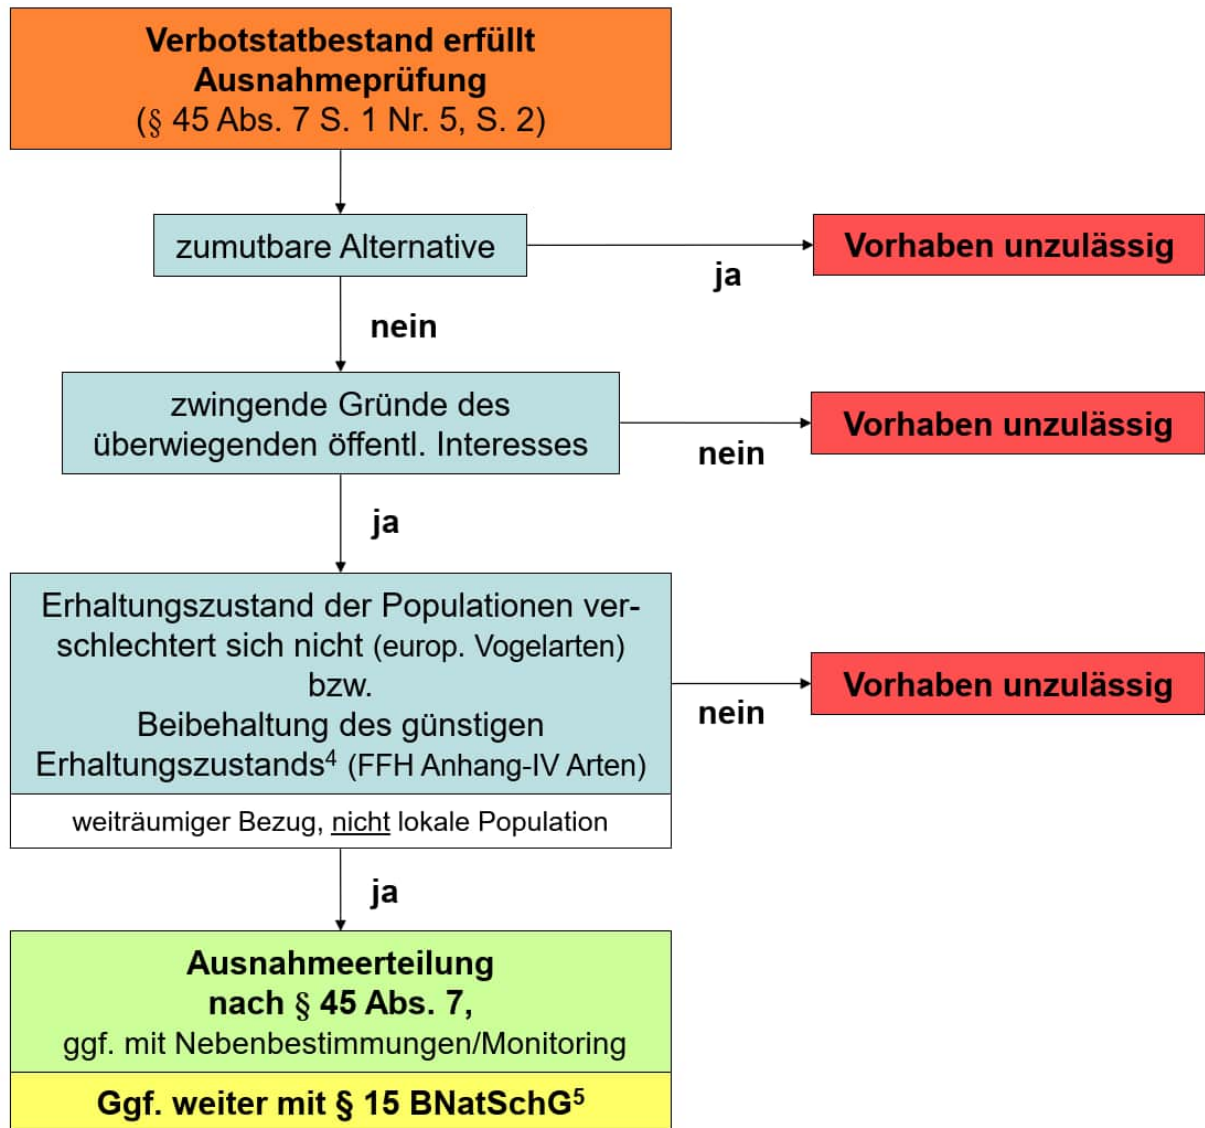 Verbotstatbestand erfüllt
Ausnahmeprüfung
(§ 45 Abs. 7 S. 1 Nr. 5, S. 2)
zumutbare Alternative
ja
Vorhaben unzulässig
nein
zwingende Gründe des
überwiegenden öffentl. Interesses
nein
Vorhaben unzulässig
ja
Erhaltungszustand der Populationen ver-
schlechtert sich nicht (europ. Vogelarten)
bzw.
Beibehaltung des günstigen
Erhaltungszustands⁴ (FFH Anhang-IV Arten)
weiträumiger Bezug, nicht lokale Population
nein
Vorhaben unzulässig
ja
Ausnahmeerteilung
nach § 45 Abs. 7,
ggf. mit Nebenbestimmungen/Monitoring
Ggf. weiter mit § 15 BNatSchG⁵